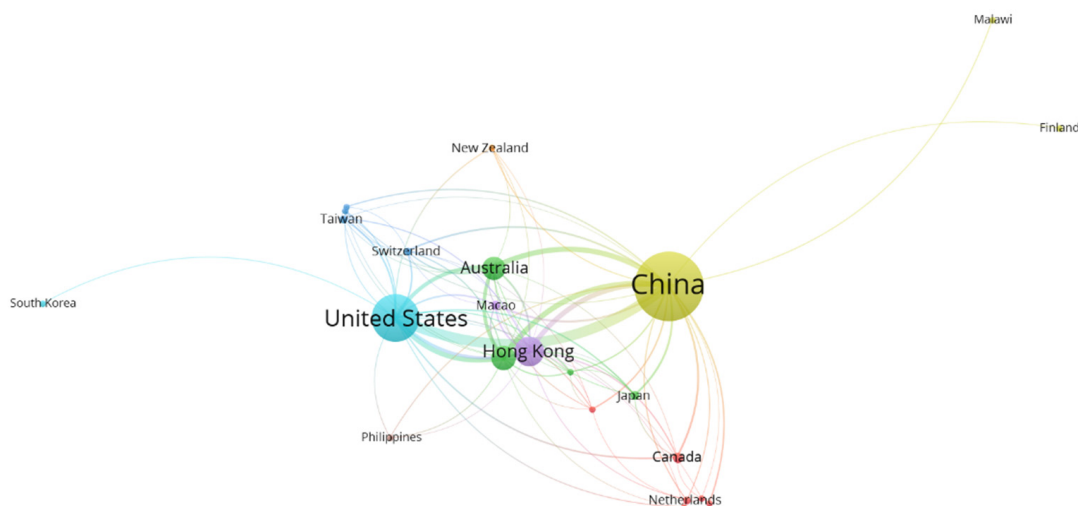 Malawi
Finland
New Zealand
Taiwan
Switzerland
Australia
China
South Korea
Macao
United States
Hong Kong
Japan
Philippines
Canada
Netherlands